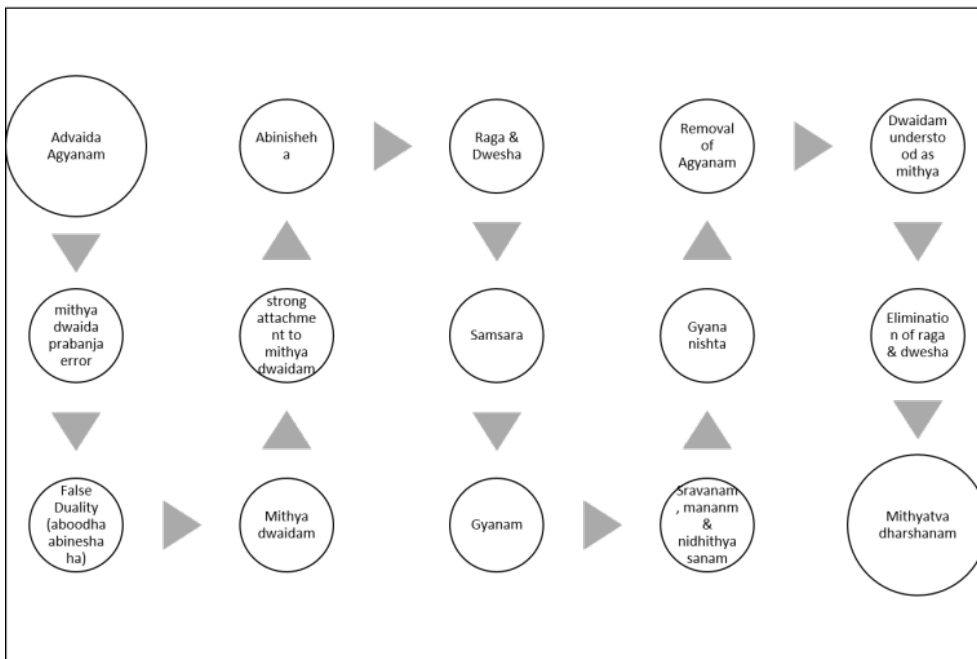 Advaida
Agyanam
mithya
dwaida
prabanja
error
False
Duality
(aboodha
abinesha
ha)
Mithya
dwaidam
strong
attachme
nt to
mithya
dwaidam
Abinisheh
a
Raga &
Dwesha
Samsara
Gyanam
Sravanam
, mananm
& 
nidhithya
sanam
Gyana
nishta
Removal
of
Agyanam
Dwaidam
understo
od as
mithya
Eliminatio
n of raga
& dwesha
Mithyatva
dharshanam